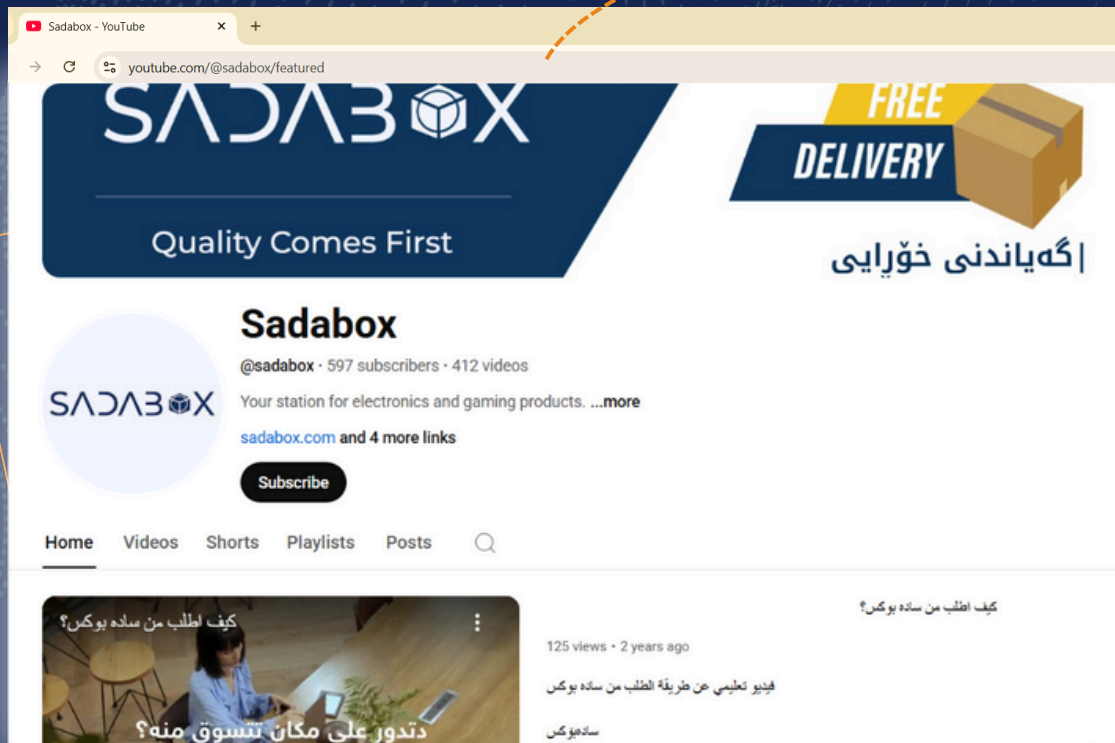 Sadabox - YouTube
youtube.com/@sadabox/featured
SADABOX
FREE
DELIVERY
Quality Comes First
گەیاندنی خۆڕایی
Sadabox
@sadabox · 597 subscribers · 412 videos
Your station for electronics and gaming products. ...more
sadabox.com and 4 more links
SADABOX
Subscribe
Home Videos Shorts Playlists Posts
كيف اطلب من ساده بوكس؟
دتدور على مكان تتسوق منه؟
كيف اطلب من ساده بوكس؟
125 views • 2 years ago
فيديو تعليمي عن طريقة الطلب من ساده بوكس
سادەبۆکس